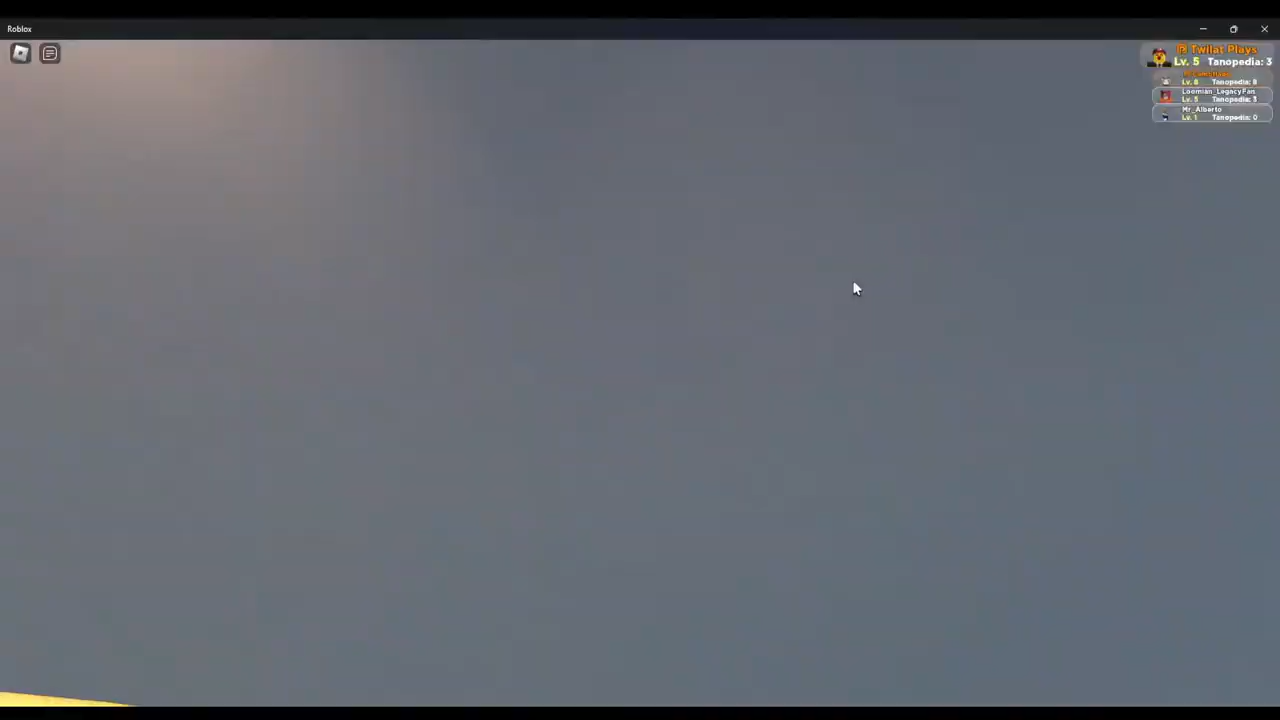 Roblox
Twilat Plays
Lv. 5 Tanopedia: 3
Lv. 8 Tanopedia: 8
Loomian_LegacyFan
Lv. 5 Tanopedia: 3
Mr_Alberto
Lv. 1 Tanopedia: 0